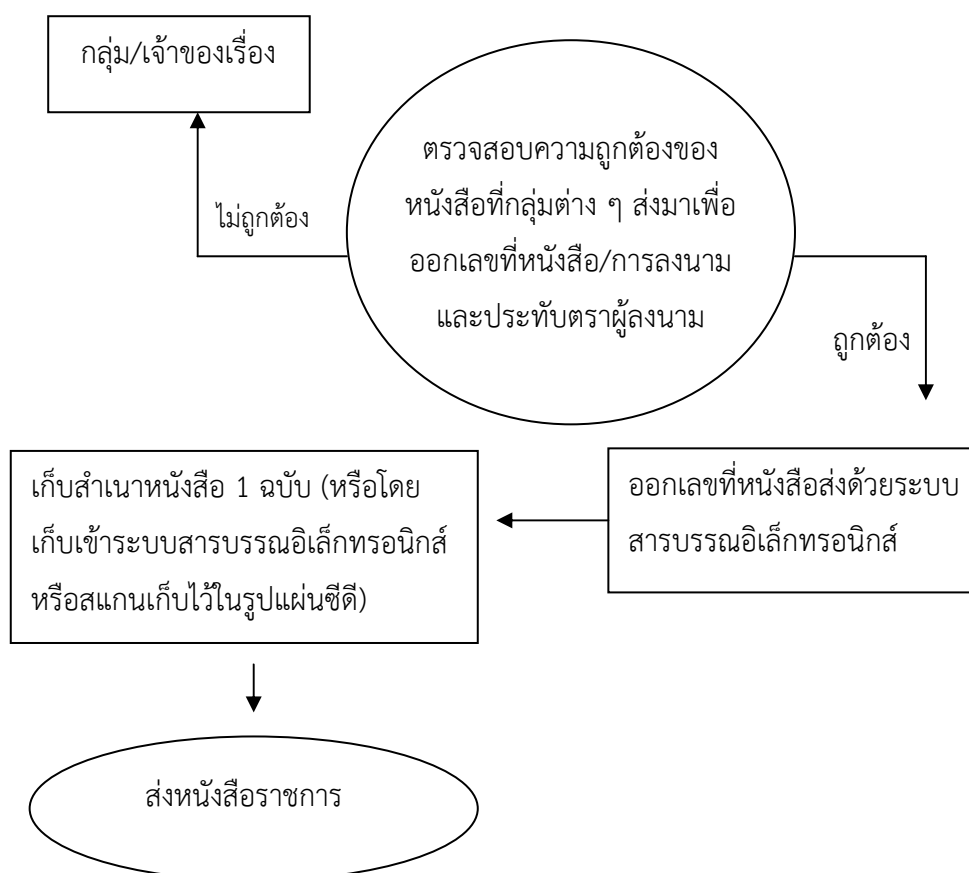 กลุ่ม/เจ้าของเรื่อง
ตรวจสอบความถูกต้องของ
หนังสือที่กลุ่มต่าง ๆ ส่งมาเพื่อ
ออกเลขที่หนังสือ/การลงนาม
และประทับตราผู้ลงนาม
ไม่ถูกต้อง
ถูกต้อง
ออกเลขที่หนังสือส่งด้วยระบบ
สารบรรณอิเล็กทรอนิกส์
เก็บสำเนาหนังสือ 1 ฉบับ (หรือโดย
เก็บเข้าระบบสารบรรณอิเล็กทรอนิกส์
หรือสแกนเก็บไว้ในรูปแผ่นซีดี)
ส่งหนังสือราชการ